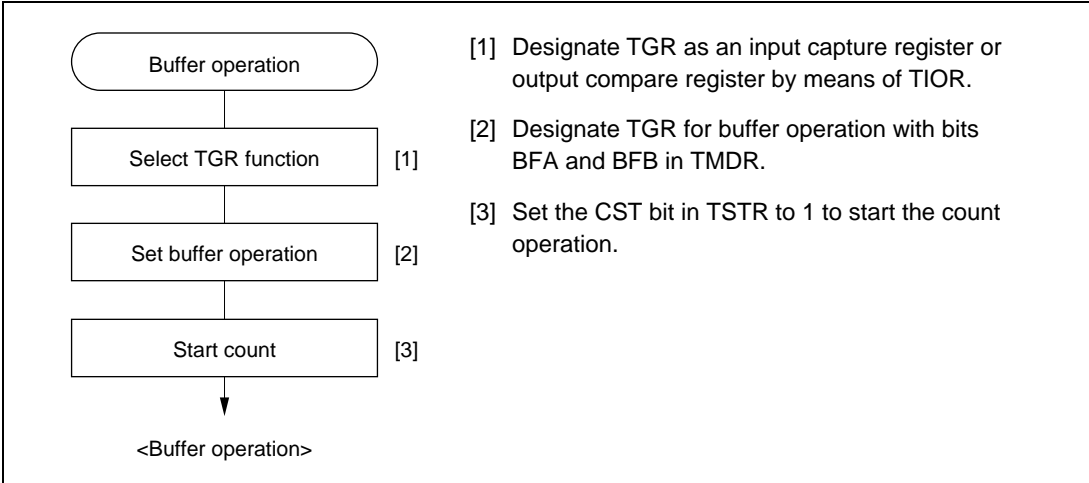 Buffer operation
Select TGR function
[1]
Set buffer operation
[2]
Start count
[3]
<Buffer operation>
[1] Designate TGR as an input capture register or
output compare register by means of TIOR.
[2] Designate TGR for buffer operation with bits
BFA and BFB in TMDR.
[3] Set the CST bit in TSTR to 1 to start the count
operation.